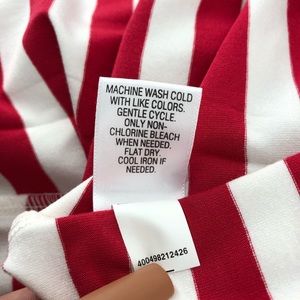 MACHINE WASH COLD
WITH LIKE COLORS.
GENTLE CYCLE.
ONLY NON-
CHLORINE BLEACH
WHEN NEEDED.
FLAT DRY.
COOL IRON IF
NEEDED.
400498212426